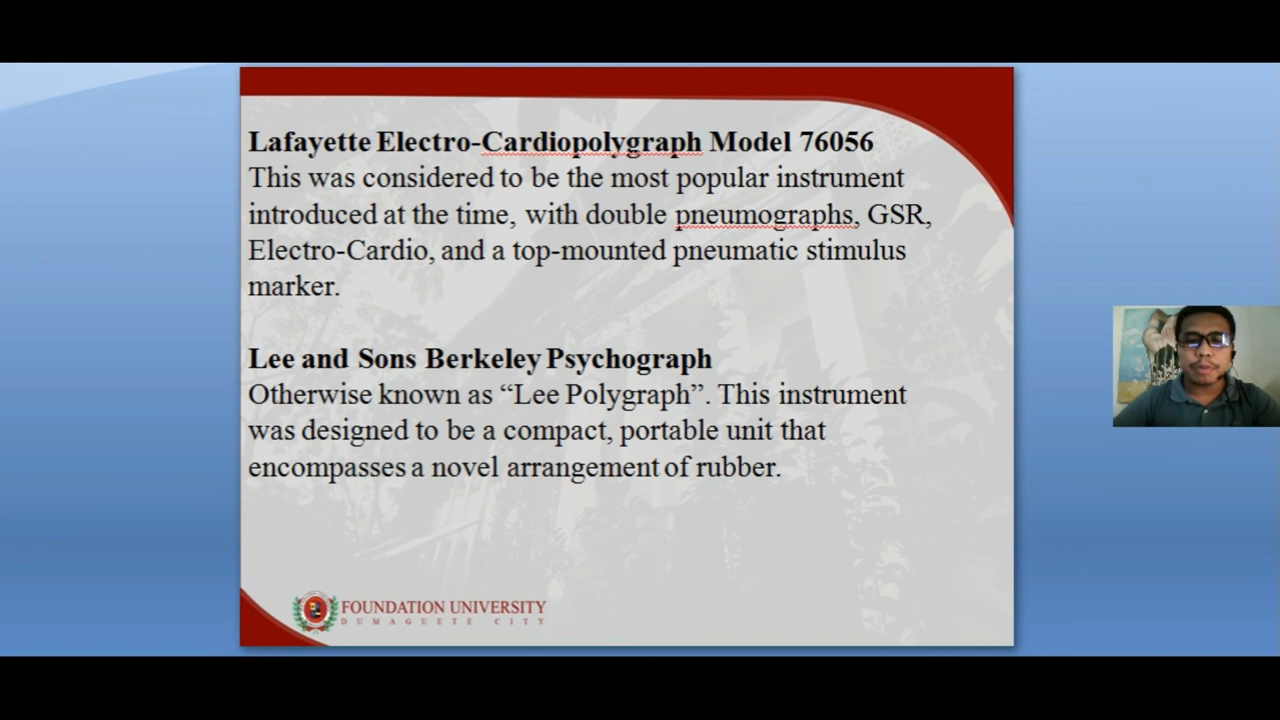 Lafayette Electro-Cardiopolygraph Model 76056
This was considered to be the most popular instrument
introduced at the time, with double pneumographs, GSR,
Electro-Cardio, and a top-mounted pneumatic stimulus
marker.
Lee and Sons Berkeley Psychograph
Otherwise known as “Lee Polygraph”. This instrument
was designed to be a compact, portable unit that
encompasses a novel arrangement of rubber.
FOUNDATION UNIVERSITY
DUMAGUETE CITY